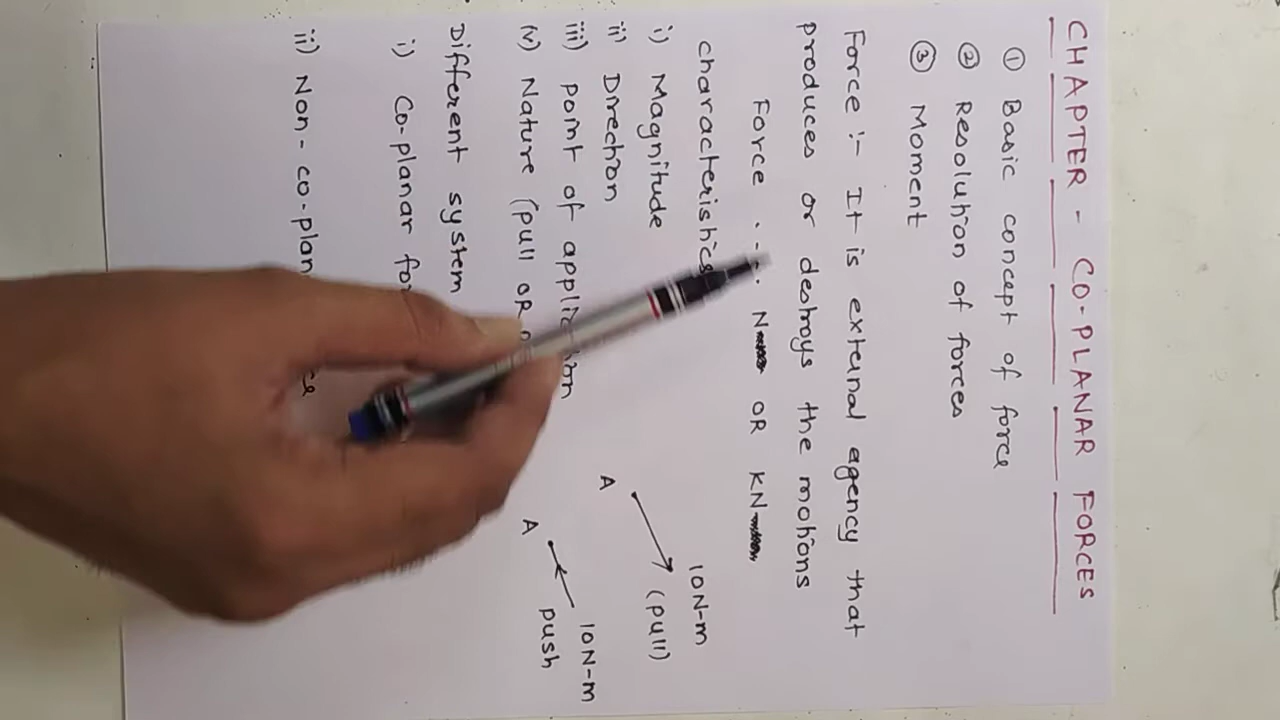 CHAPTER - CO-PLANAR FORCES
① Basic concept of force
② Resolution of forces
③ Moment
Force :- It is external agency that
produces or destroys the motions
Force N OR KN
characteristics
i) Magnitude
ii) Direction
iii) point of application
(v) Nature (pull OR
10N-m
(pull)
A
10N-m
push
A
Different system
i) Co-planar
ii) Non-co-plan